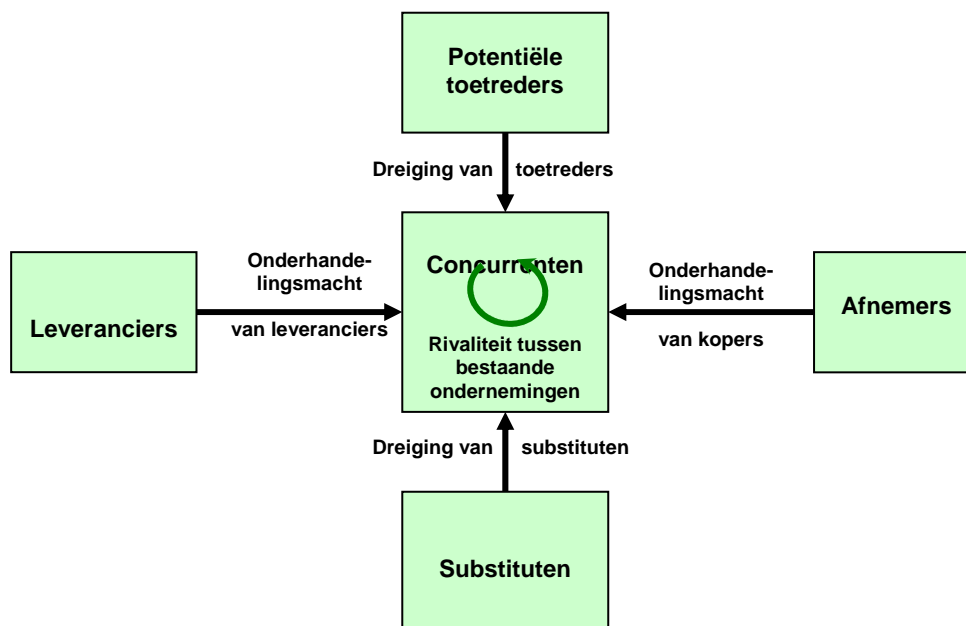 Potentiële
toetreders
Dreiging van toetreders
Onderhande-
lingsmacht
van leveranciers
Leveranciers
Concurrenten
Rivaliteit tussen
bestaande
ondernemingen
Onderhande-
lingsmacht
van kopers
Afnemers
Dreiging van substituten
Substituten